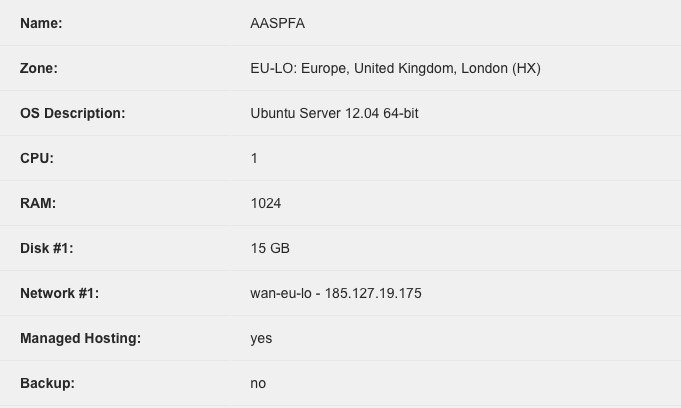 Name: AASPFA
Zone: EU-LO: Europe, United Kingdom, London (HX)
OS Description: Ubuntu Server 12.04 64-bit
CPU: 1
RAM: 1024
Disk #1: 15 GB
Network #1: wan-eu-lo - 185.127.19.175
Managed Hosting: yes
Backup: no